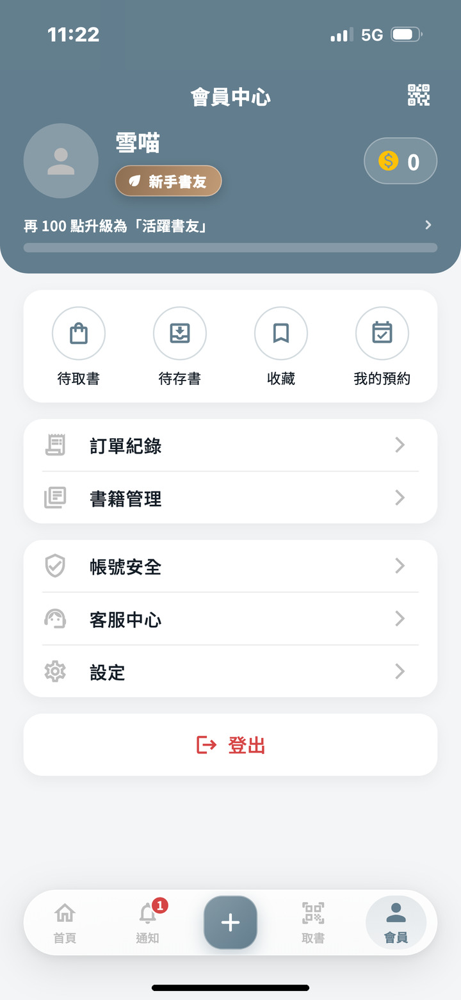 11:22
5G
會員中心
雪喵
新手書友
0
再 100 點升級為「活躍書友」
待取書
待存書
收藏
我的預約
訂單紀錄
書籍管理
帳號安全
客服中心
設定
登出
1
首頁
通知
取書
會員